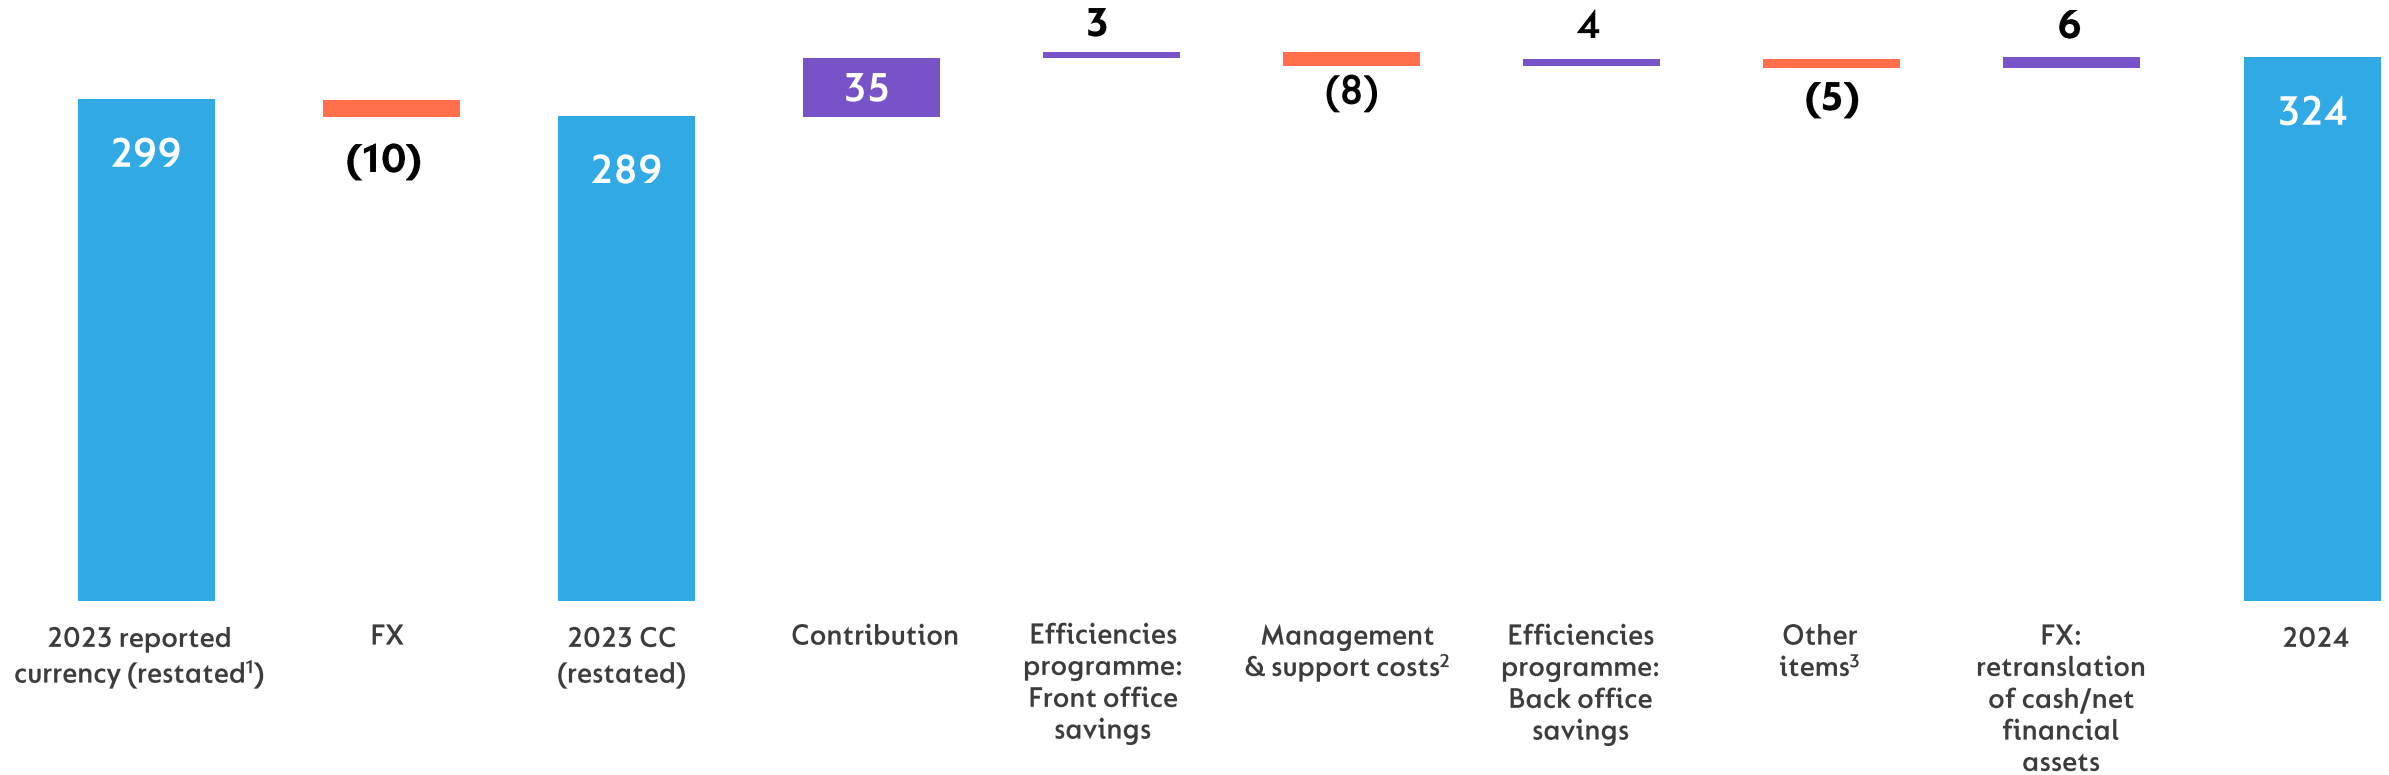 3
4
6
35
(8)
(5)
324
299
(10)
289
2023 reported
currency (restated¹)
FX
2023 CC
(restated)
Contribution
Efficiencies
programme:
Front office
savings
Management
& support costs²
Efficiencies
programme:
Back office
savings
Other
items³
FX:
retranslation
of cash/net
financial
assets
2024